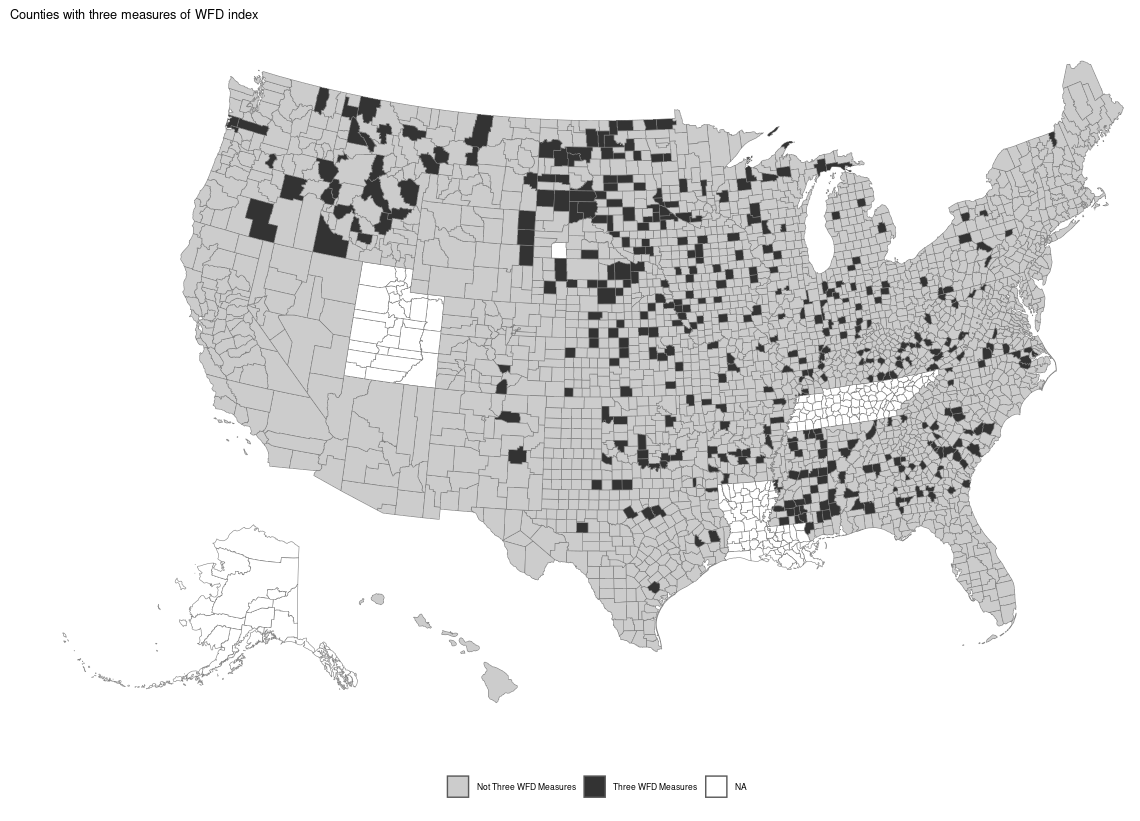 Counties with three measures of WFD index
Not Three WFD Measures Three WFD Measures NA